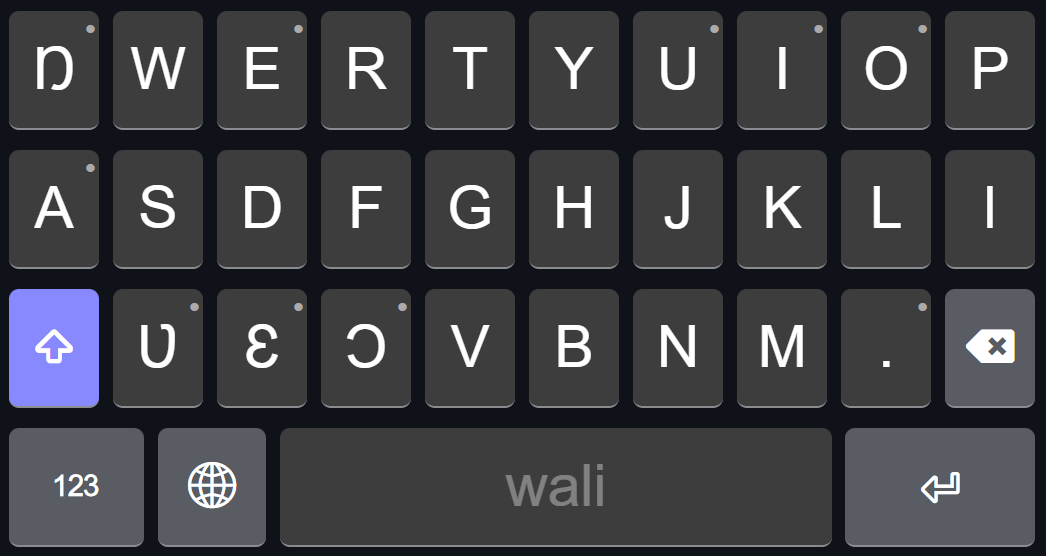 Ŋ W E R T Y U I O P
A S D F G H J K L I
Ʋ Ɛ Ɔ V B N M .
123 wali